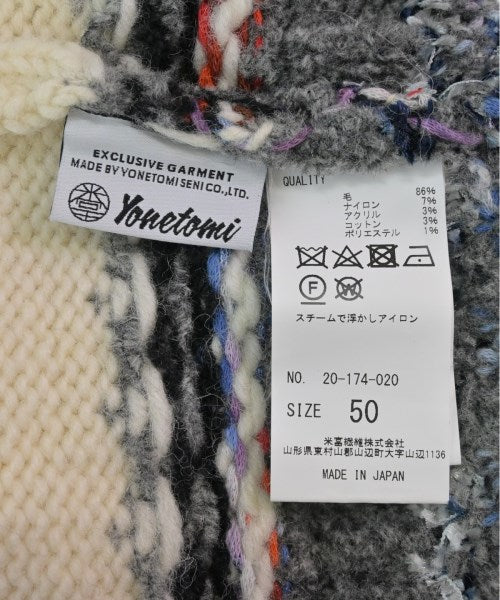 EXCLUSIVE GARMENT
MADE BY YONETOMI SENI CO.,LTD.
Yonetomi
QUALITY
毛 86%
ナイロン 7%
アクリル 3%
コットン 3%
ポリエステル 1%
F
W
スチームで浮かしアイロン
NO. 20-174-020
SIZE 50
米富繊維株式会社
山形県東村山郡山辺町大字山辺1136
MADE IN JAPAN